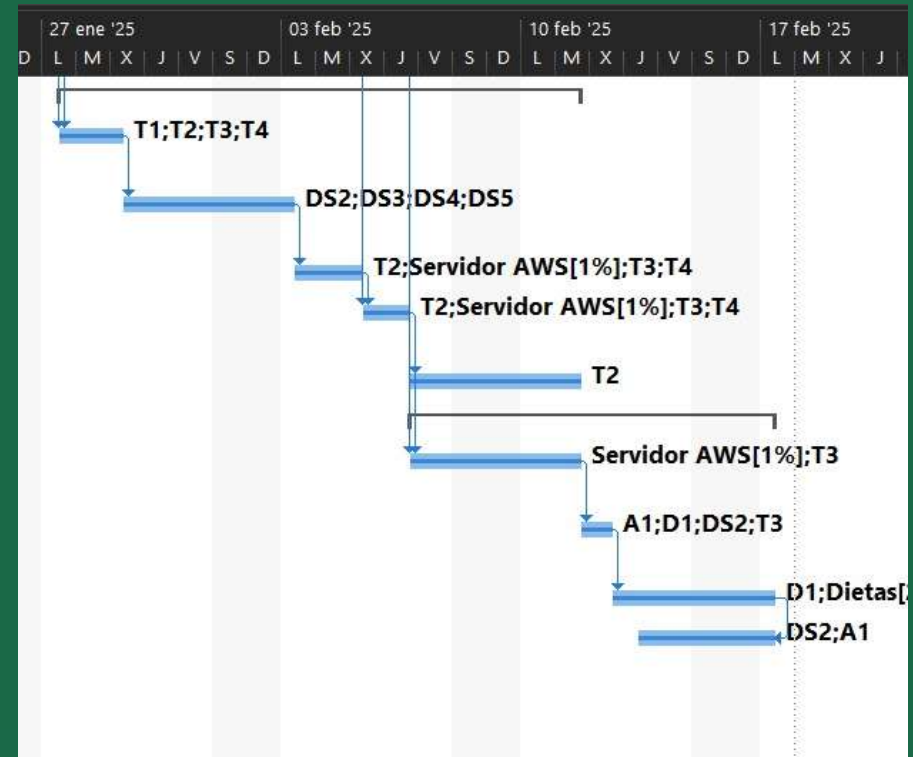 27 ene '25 03 feb '25 10 feb '25 17 feb '25
D L M X J V S D L M X J V S D L M X J V S D L M X J
T1;T2;T3;T4
DS2;DS3;DS4;DS5
T2;Servidor AWS[1%];T3;T4
T2;Servidor AWS[1%];T3;T4
T2
Servidor AWS[1%];T3
A1;D1;DS2;T3
D1;Dietas[
DS2;A1